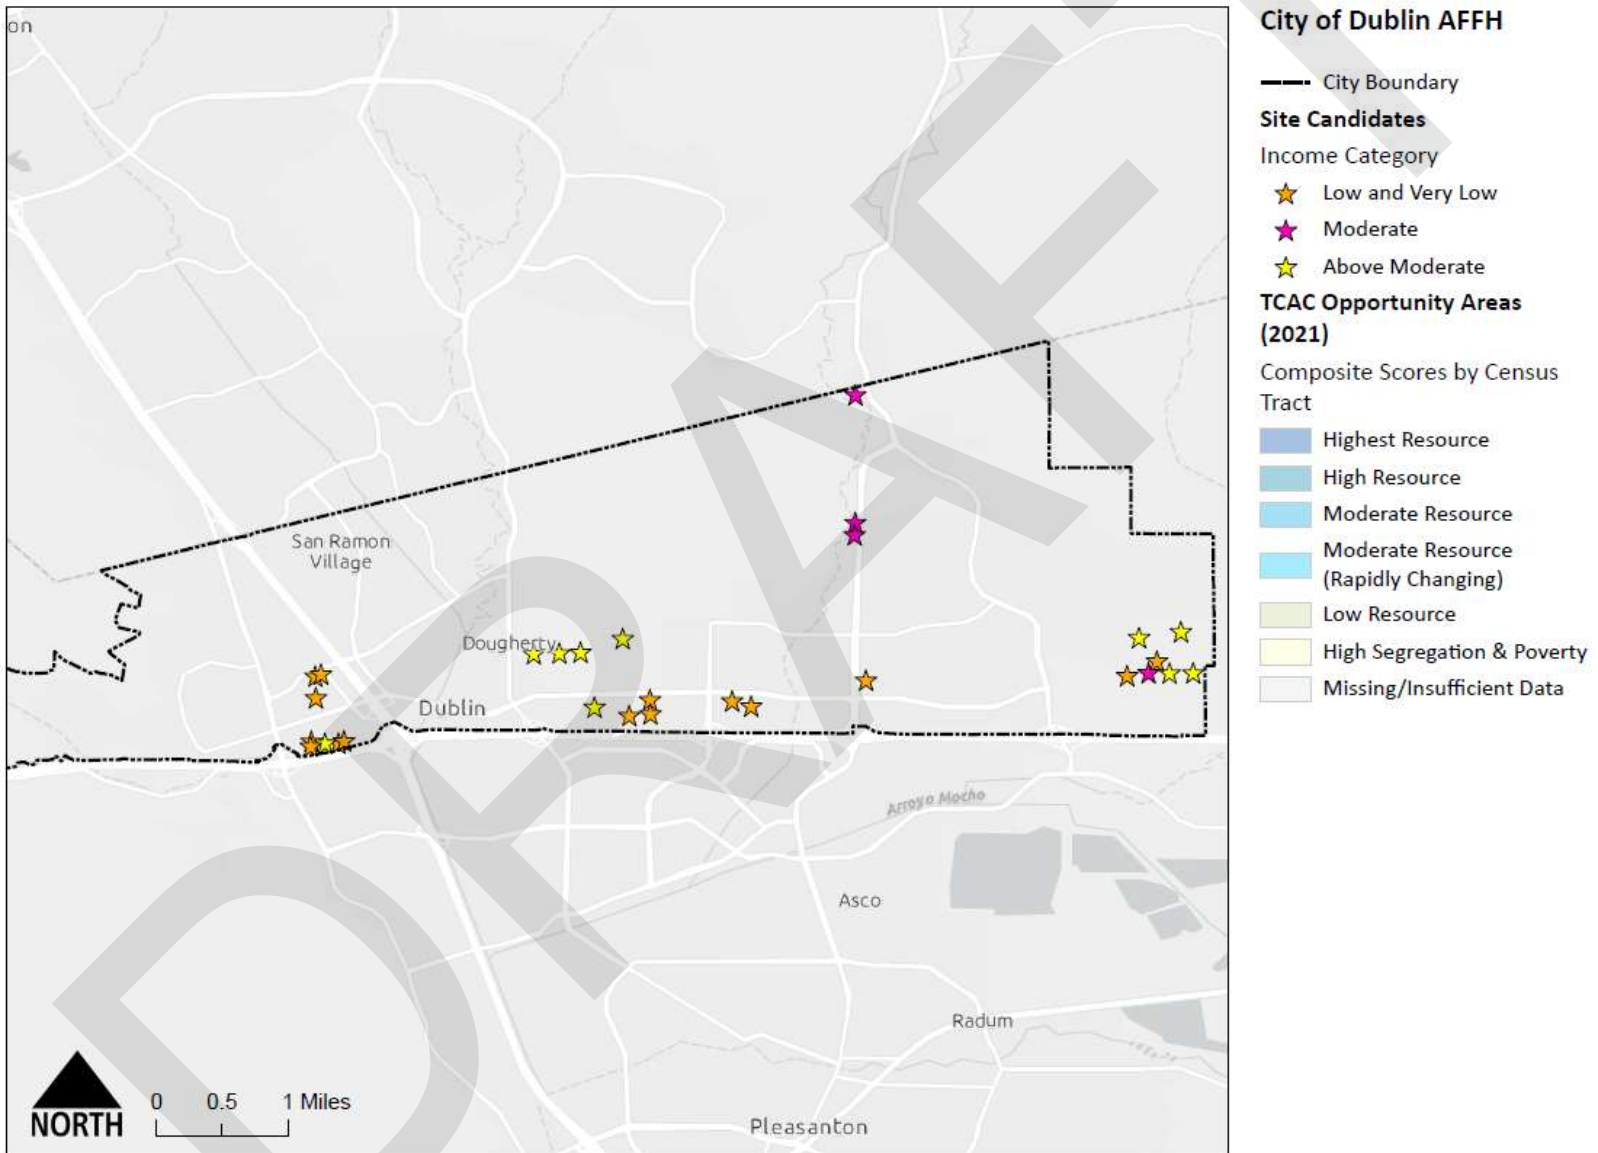 on
San Ramon
Village
Dougherty
Dublin
Arroyo Mocho
Asco
Radum
Pleasanton
NORTH
0 0.5 1 Miles
DRAFT
City of Dublin AFFH
City Boundary
Site Candidates
Income Category
Low and Very Low
Moderate
Above Moderate
TCAC Opportunity Areas
(2021)
Composite Scores by Census
Tract
Highest Resource
High Resource
Moderate Resource
Moderate Resource
(Rapidly Changing)
Low Resource
High Segregation & Poverty
Missing/Insufficient Data